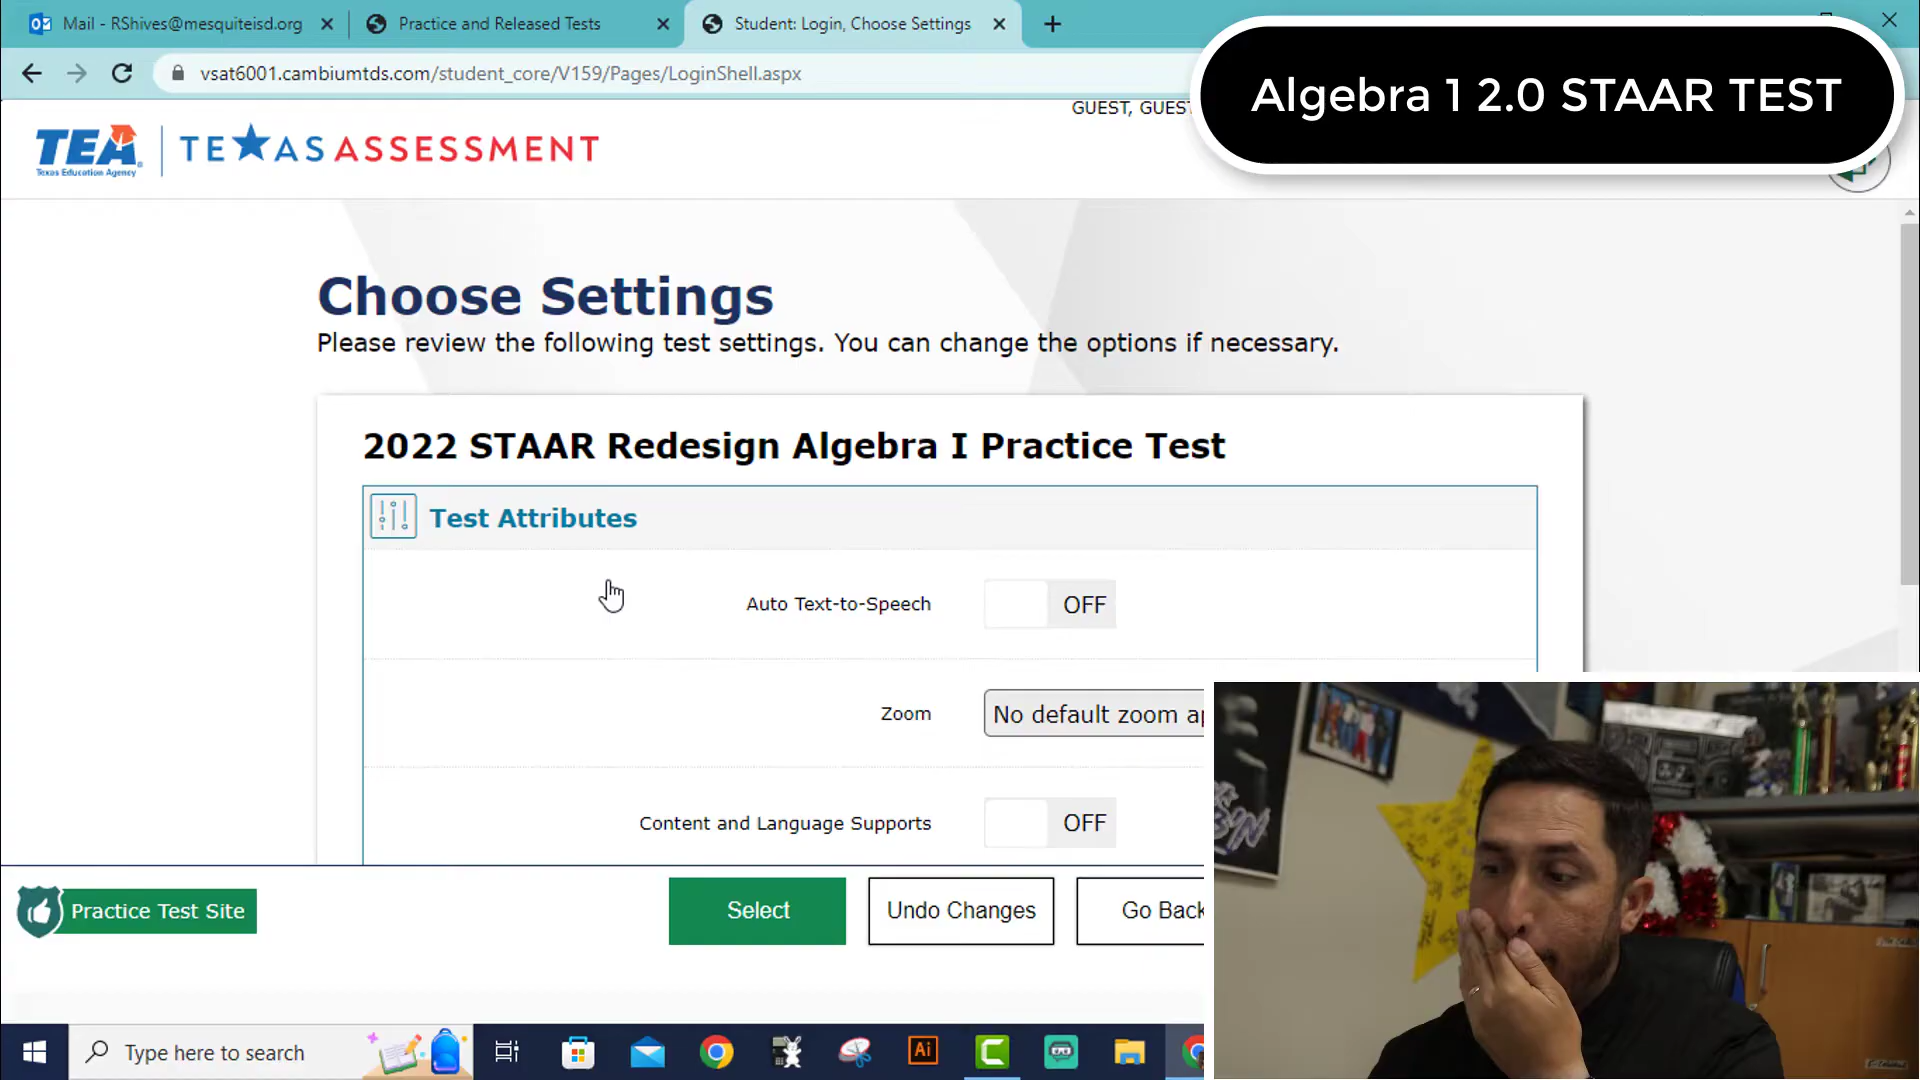 Mail - RShives@mesquiteisd.org
Practice and Released Tests
Student: Login, Choose Settings
vsat6001.cambiumtds.com/student_core/V159/Pages/LoginShell.aspx
Algebra 1 2.0 STAAR TEST
TEA
Texas Education Agency
TEXAS ASSESSMENT
Choose Settings
Please review the following test settings. You can change the options if necessary.
2022 STAAR Redesign Algebra I Practice Test
Test Attributes
Auto Text-to-Speech
OFF
Zoom
No default zoom
Content and Language Supports
OFF
Practice Test Site
Select
Undo Changes
Go Back
Type here to search
Ai